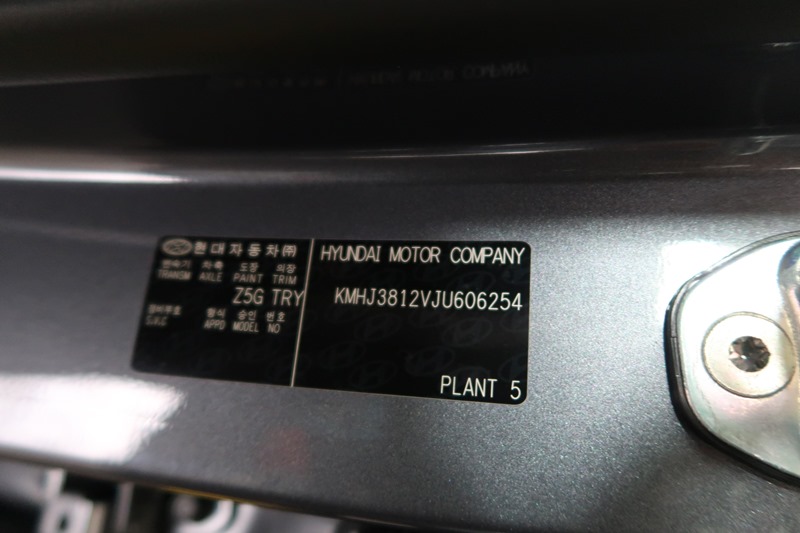 현대자동차㈜
변속기 차축 도장 의장
TRANSM AXLE PAINT TRIM
Z5G TRY
형식 승인 번호
S.A.C APPD MODEL NO
HYUNDAI MOTOR COMPANY
KMHJ3812VJU606254
PLANT 5